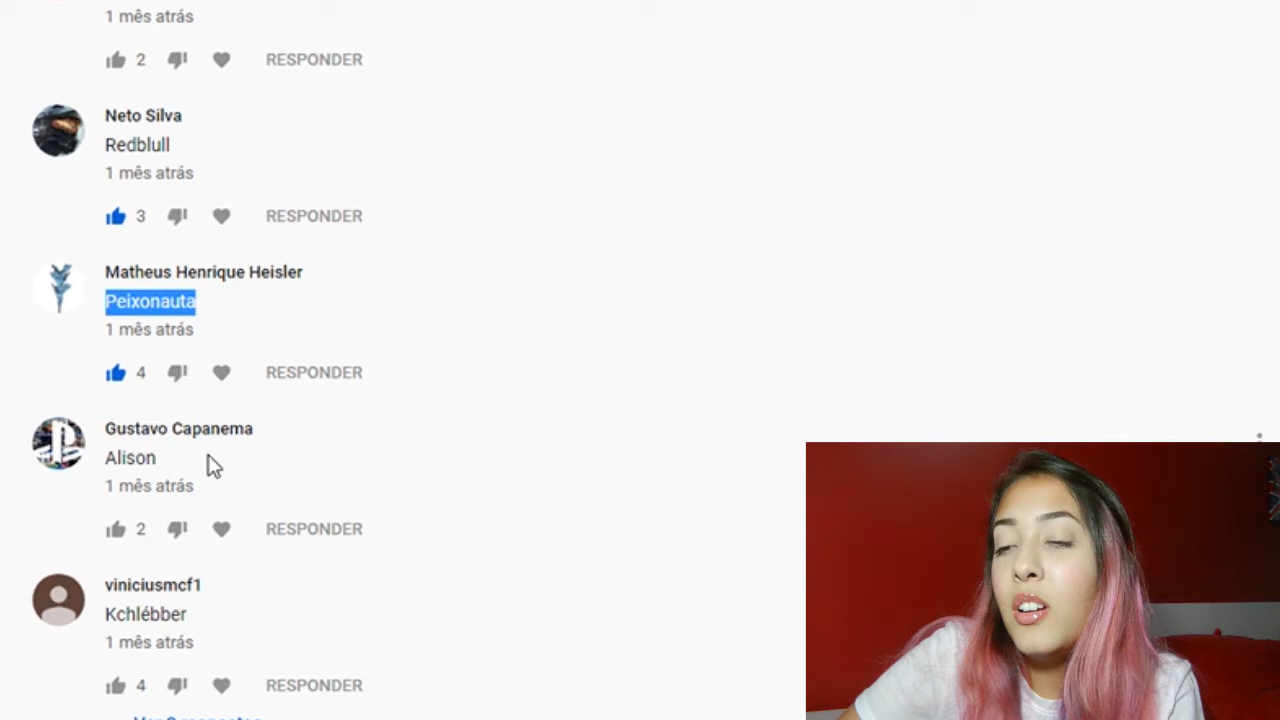 1 mês atrás
2 RESPONDER
Neto Silva
Redblull
1 mês atrás
3 RESPONDER
Matheus Henrique Heisler
Peixonauta
1 mês atrás
4 RESPONDER
Gustavo Capanema
Alison
1 mês atrás
2 RESPONDER
viniciusmcf1
Kchlébber
1 mês atrás
4 RESPONDER